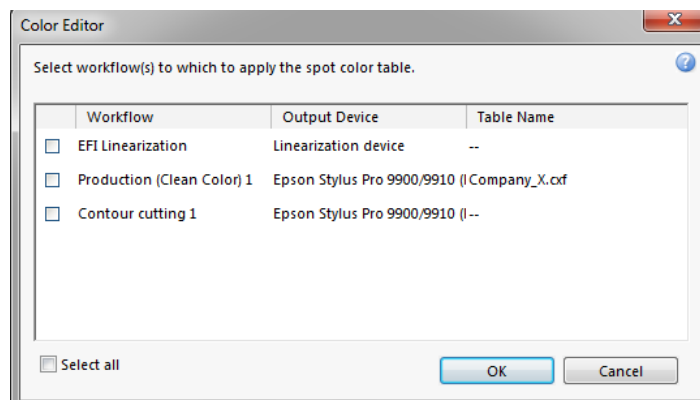 Color Editor
Select workflow(s) to which to apply the spot color table.
Workflow Output Device Table Name
EFI Linearization Linearization device --
Production (Clean Color) 1 Epson Stylus Pro 9900/9910 (I Company_X.cxf
Contour cutting 1 Epson Stylus Pro 9900/9910 (I --
Select all OK Cancel